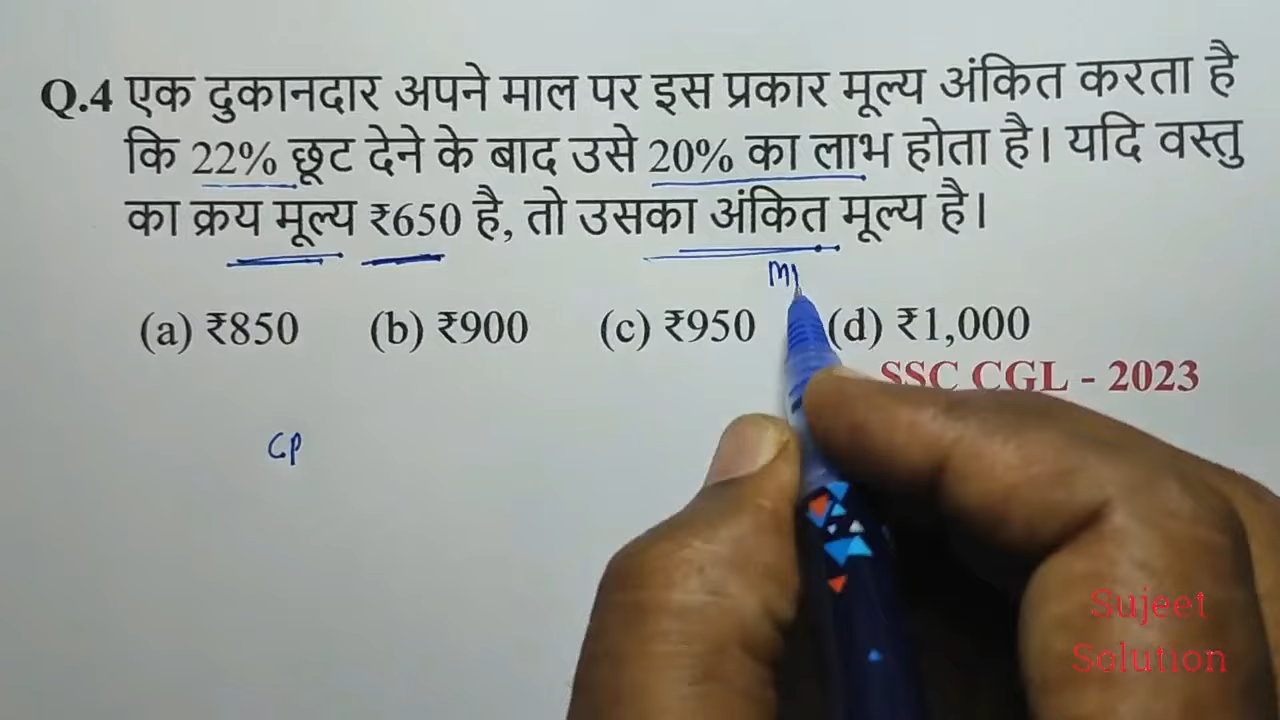 Q.4 एक दुकानदार अपने माल पर इस प्रकार मूल्य अंकित करता है
कि 22% छूट देने के बाद उसे 20% का लाभ होता है। यदि वस्तु
का क्रय मूल्य ₹650 है, तो उसका अंकित मूल्य है।
(a) ₹850 (b) ₹900 (c) ₹950 (d) ₹1,000
SSC CGL - 2023
CP
Sujeet
Solution